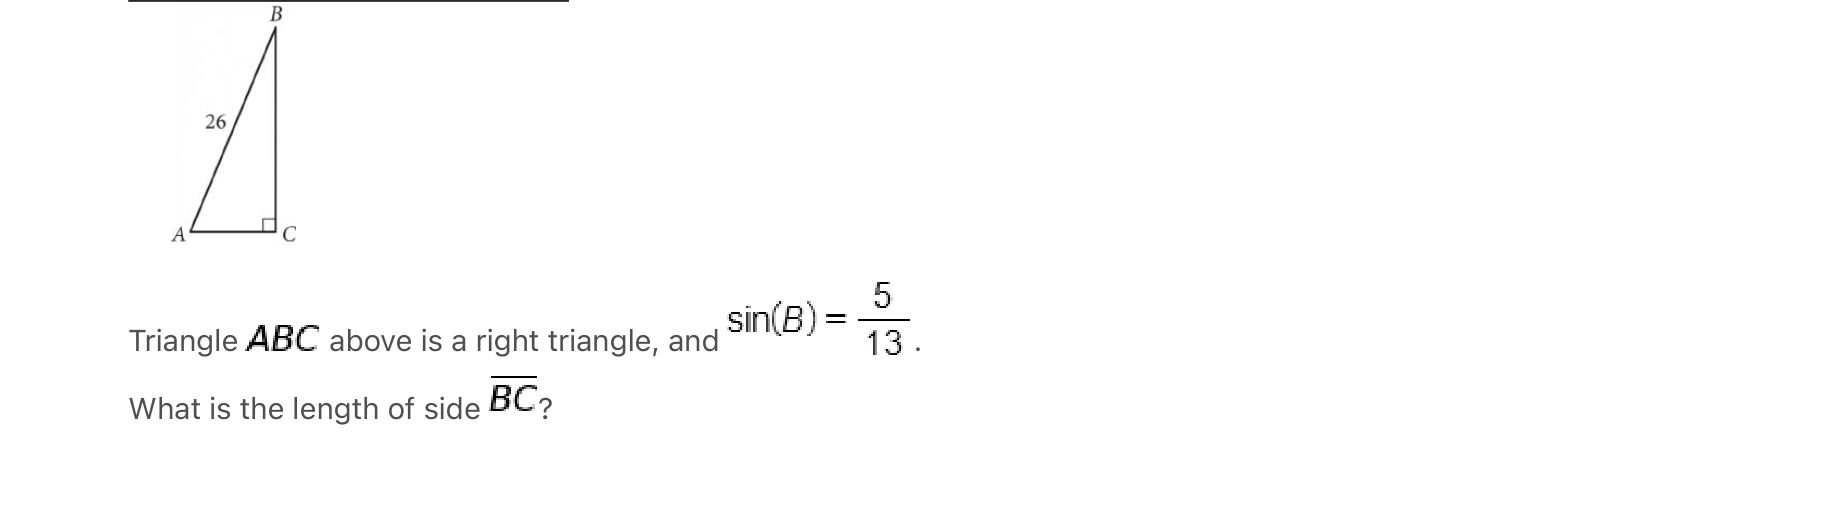 B
26
A
C
Triangle ABC above is a right triangle, and sin(B) = 5/13.
What is the length of side BC?